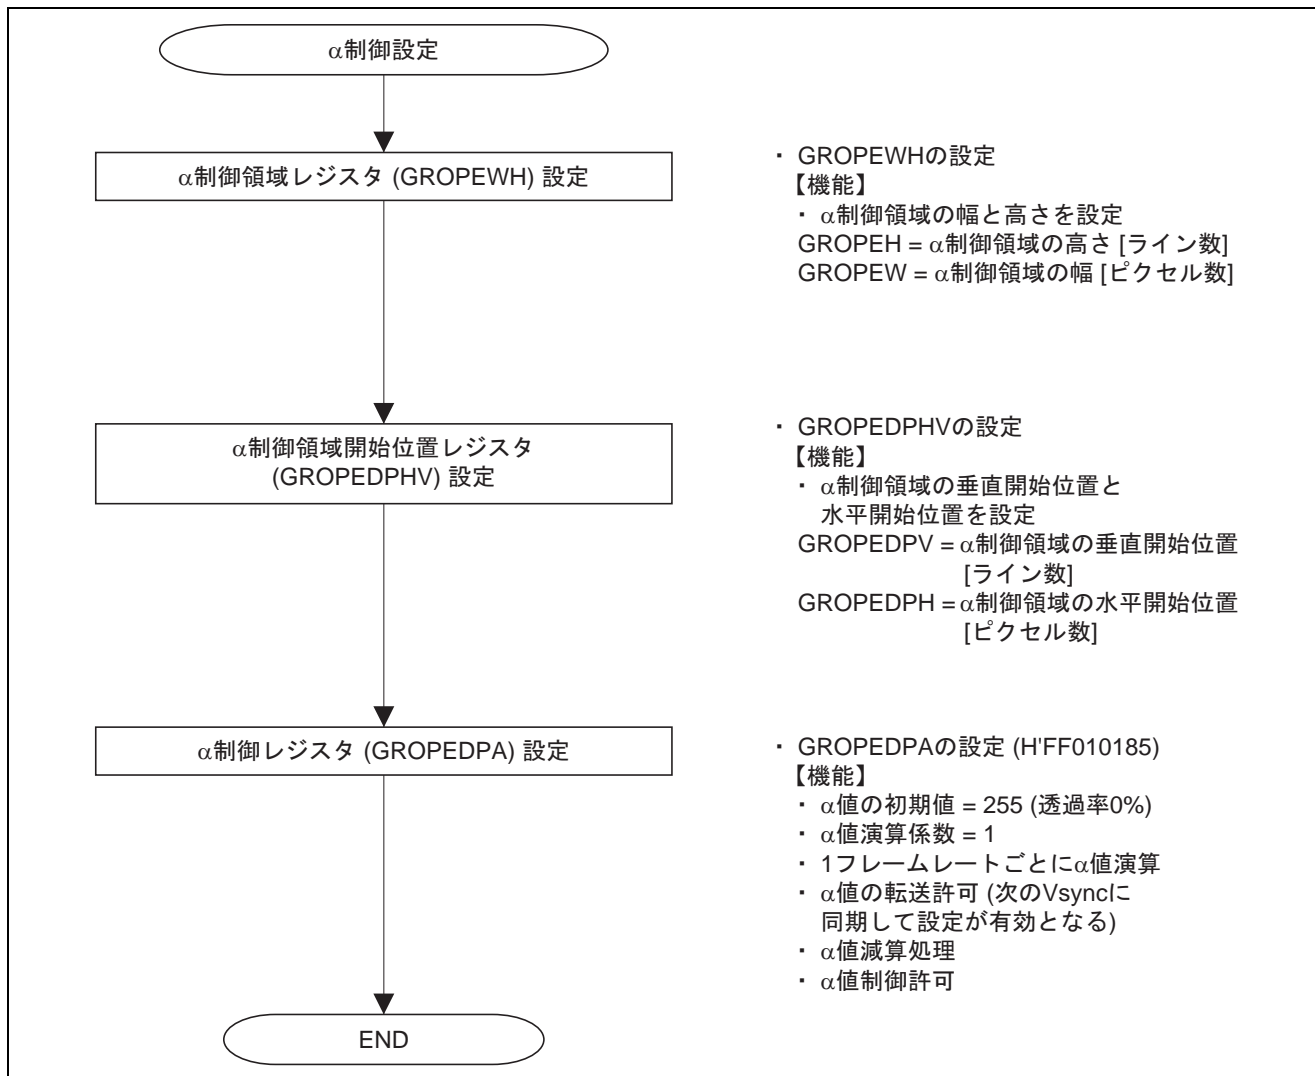 α制御設定
α制御領域レジスタ (GROPEWH) 設定
・ GROPEWHの設定
【機能】
・ α制御領域の幅と高さを設定
GROPEH = α制御領域の高さ [ライン数]
GROPEW = α制御領域の幅 [ピクセル数]
α制御領域開始位置レジスタ
(GROPEDPHV) 設定
・ GROPEDPHVの設定
【機能】
・ α制御領域の垂直開始位置と
水平開始位置を設定
GROPEDPV = α制御領域の垂直開始位置
[ライン数]
GROPEDPH = α制御領域の水平開始位置
[ピクセル数]
α制御レジスタ (GROPEDPA) 設定
・ GROPEDPAの設定 (H'FF010185)
【機能】
・ α値の初期値 = 255 (透過率0%)
・ α値演算係数 = 1
・ 1フレームレートごとにα値演算
・ α値の転送許可 (次のVsyncに
同期して設定が有効となる)
・ α値減算処理
・ α値制御許可
END